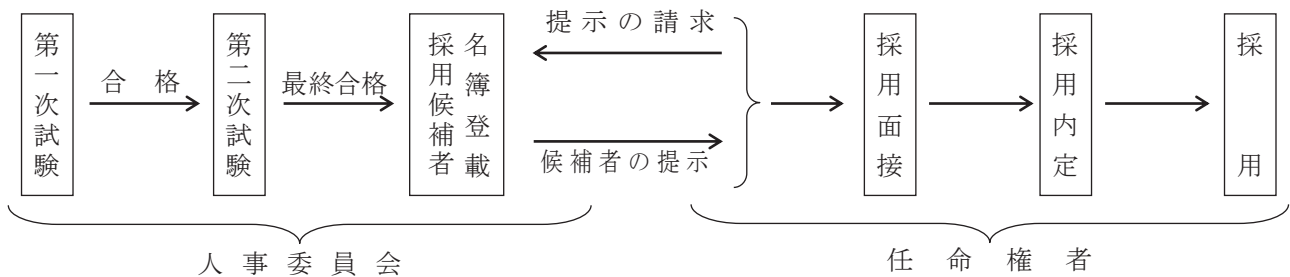 第一次試験
合格
第二次試験
最終合格
採用候補者
名簿登載
提示の請求
候補者の提示
採用面接
採用内定
採用
人事委員会
任命権者